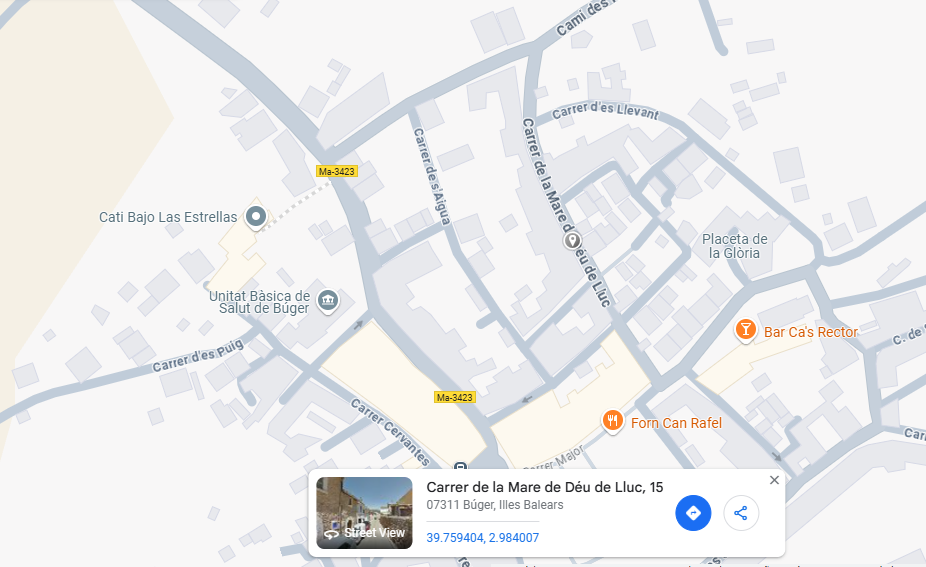 Camí des
Carrer d'es Llevant
Carrer de s'Aigua
Carrer de la Mare de Déu de Lluc
Ma-3423
Cati Bajo Las Estrellas
Placeta de
la Glòria
Unitat Bàsica de
Salut de Búger
Bar Ca's Rector
C. de
Carrer d'es Puig
Ma-3423
Carrer Cervantes
Forn Can Rafel
Carrer Major
Carr
Carrer de la Mare de Déu de Lluc, 15
07311 Búger, Illes Balears
Street View
39.759404, 2.984007